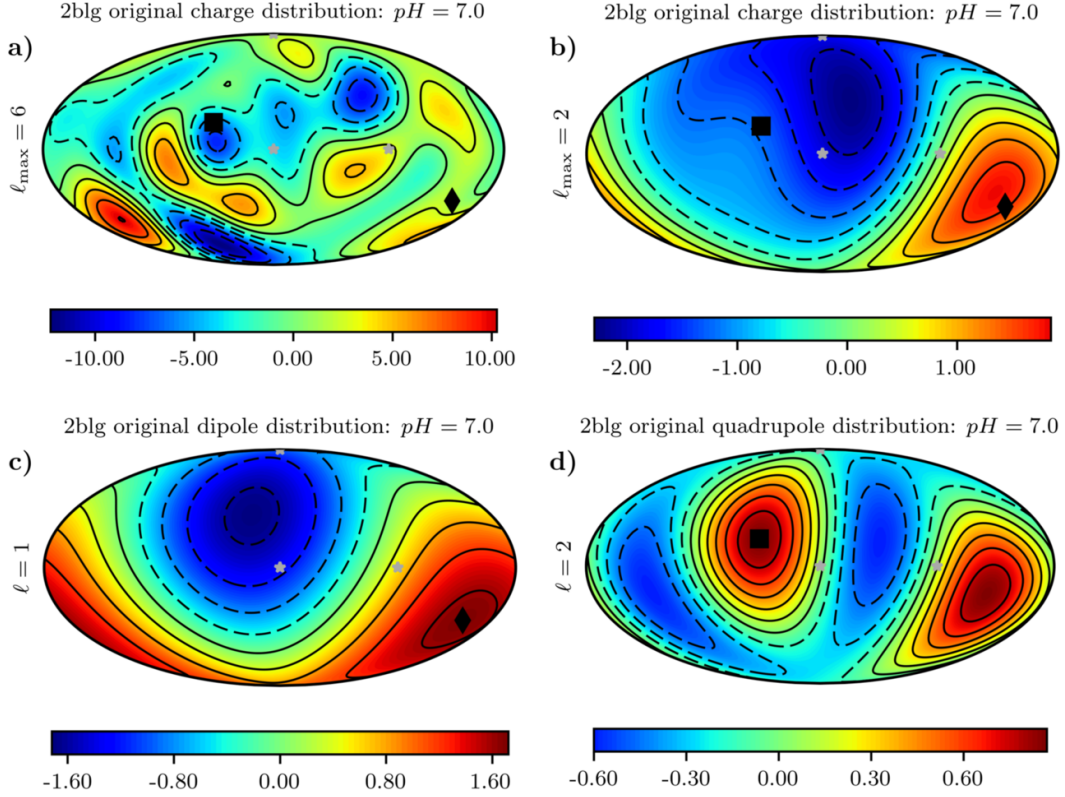 2blg original charge distribution: pH = 7.0
a)
ℓmax = 6
-10.00 -5.00 0.00 5.00 10.00
2blg original charge distribution: pH = 7.0
b)
ℓmax = 2
-2.00 -1.00 0.00 1.00
2blg original dipole distribution: pH = 7.0
c)
ℓ = 1
-1.60 -0.80 0.00 0.80 1.60
2blg original quadrupole distribution: pH = 7.0
d)
ℓ = 2
-0.60 -0.30 0.00 0.30 0.60